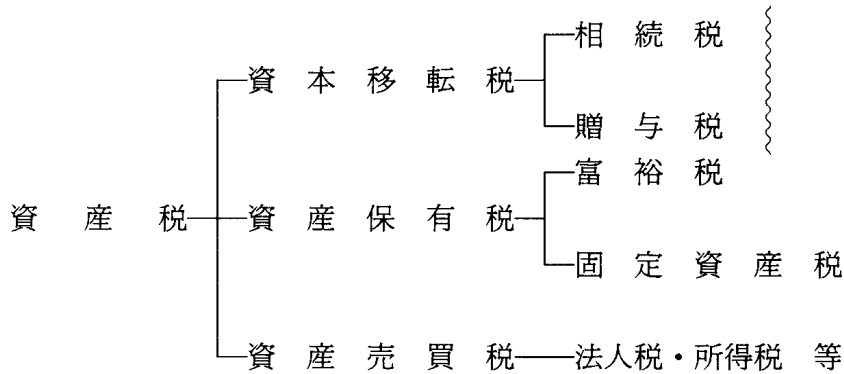 相続税
資本移転税
贈与税
富裕税
資産税
資産保有税
固定資産税
資産売買税
法人税・所得税等